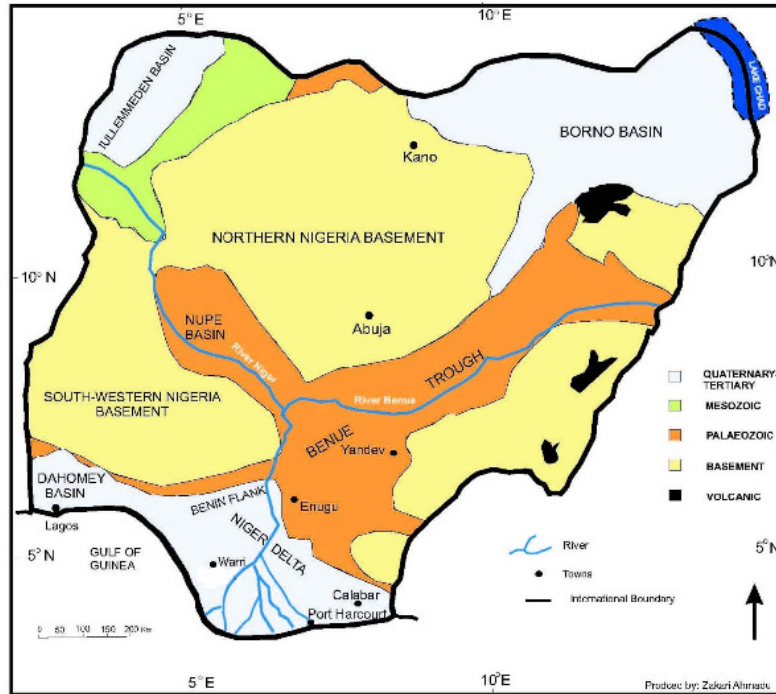 5°E
10°E
IULLEMMEDEN BASIN
LAKE CHAD
BORNO BASIN
Kano
NORTHERN NIGERIA BASEMENT
10°N
10°N
NUPE
BASIN
Abuja
River Niger
TROUGH
River Benue
SOUTH-WESTERN NIGERIA
BASEMENT
BENUE
Yandev
DAHOMEY
BASIN
BENIN FLANK
Enugu
Lagos
NIGER DELTA
GULF OF
GUINEA
5°N
Warri
Calabar
Port Harcourt
QUATERNARY-
TERTIARY
MESOZOIC
PALAEOZOIC
BASEMENT
VOLCANIC
5°N
River
Towns
International Boundary
0 50 100 200 Km
5°E
10°E
Produced by: Zakari Ahmadu